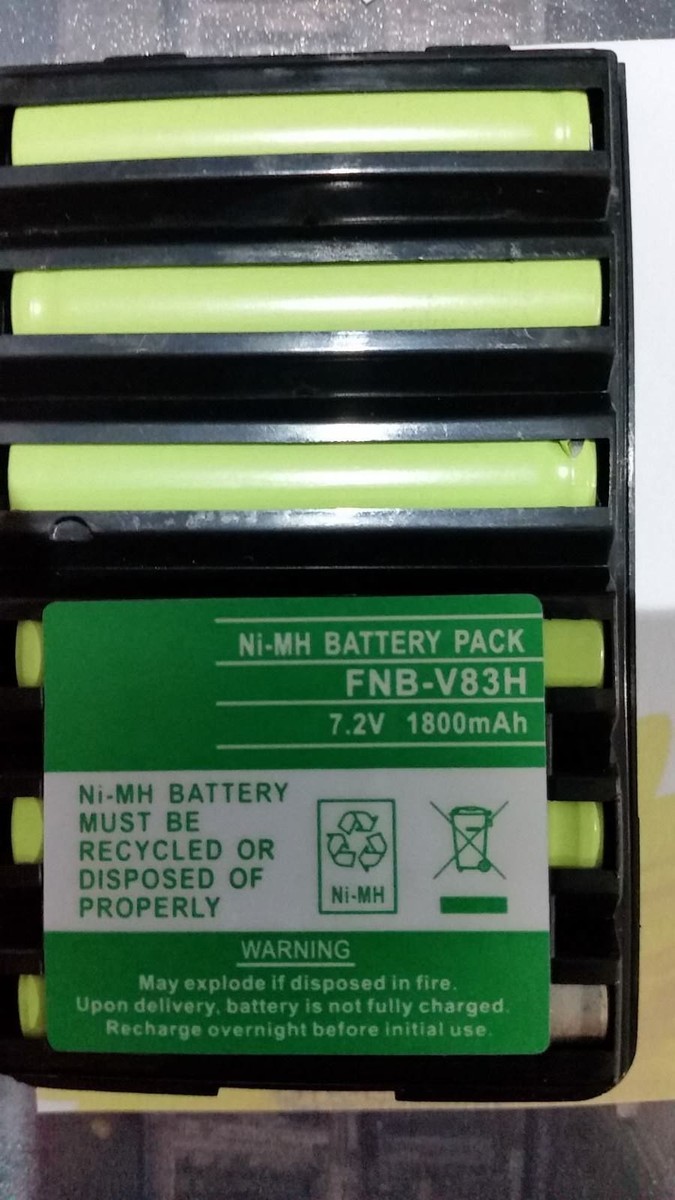 Ni-MH BATTERY PACK
FNB-V83H
7.2V 1800mAh
Ni-MH BATTERY
MUST BE
RECYCLED OR
DISPOSED OF
PROPERLY
Ni-MH
WARNING
May explode if disposed in fire.
Upon delivery, battery is not fully charged.
Recharge overnight before initial use.